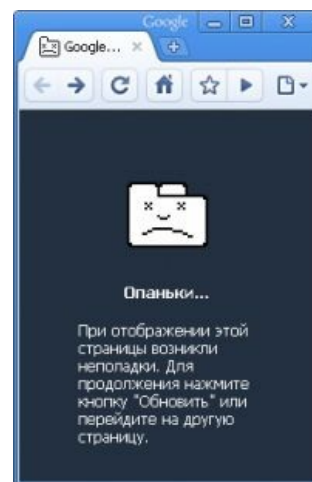 Google
Google...
Опаньки...
При отображении этой
страницы возникли
неполадки. Для
продолжения нажмите
кнопку "Обновить" или
перейдите на другую
страницу.